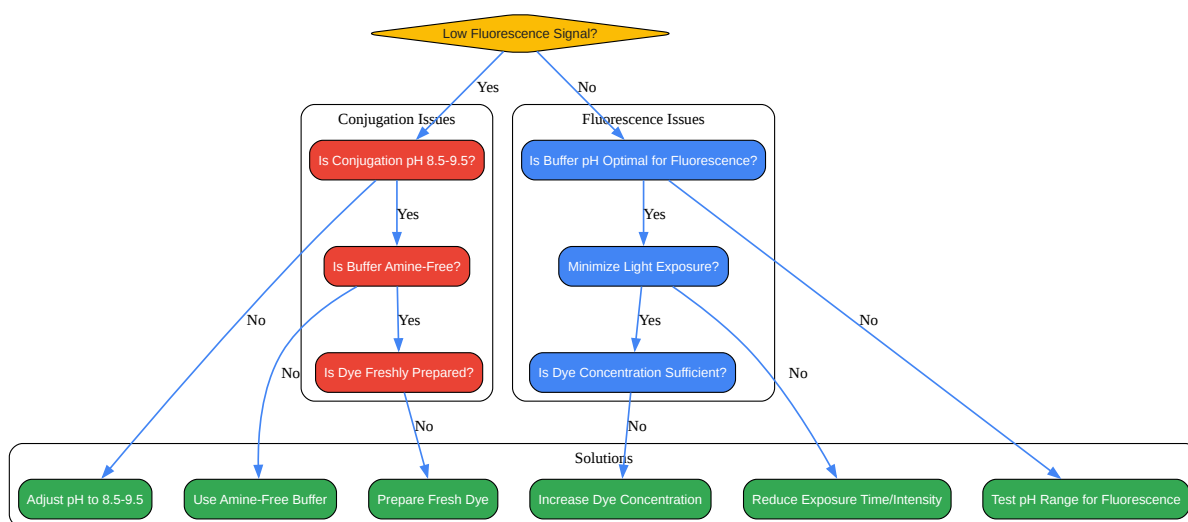 Low Fluorescence Signal?
Yes
No
Conjugation Issues
Fluorescence Issues
Is Conjugation pH 8.5-9.5?
Is Buffer pH Optimal for Fluorescence?
Yes
Yes
Is Buffer Amine-Free?
Minimize Light Exposure?
No
Yes
Yes
No
Is Dye Freshly Prepared?
Is Dye Concentration Sufficient?
No
No
No
No
Solutions
Adjust pH to 8.5-9.5
Use Amine-Free Buffer
Prepare Fresh Dye
Increase Dye Concentration
Reduce Exposure Time/Intensity
Test pH Range for Fluorescence